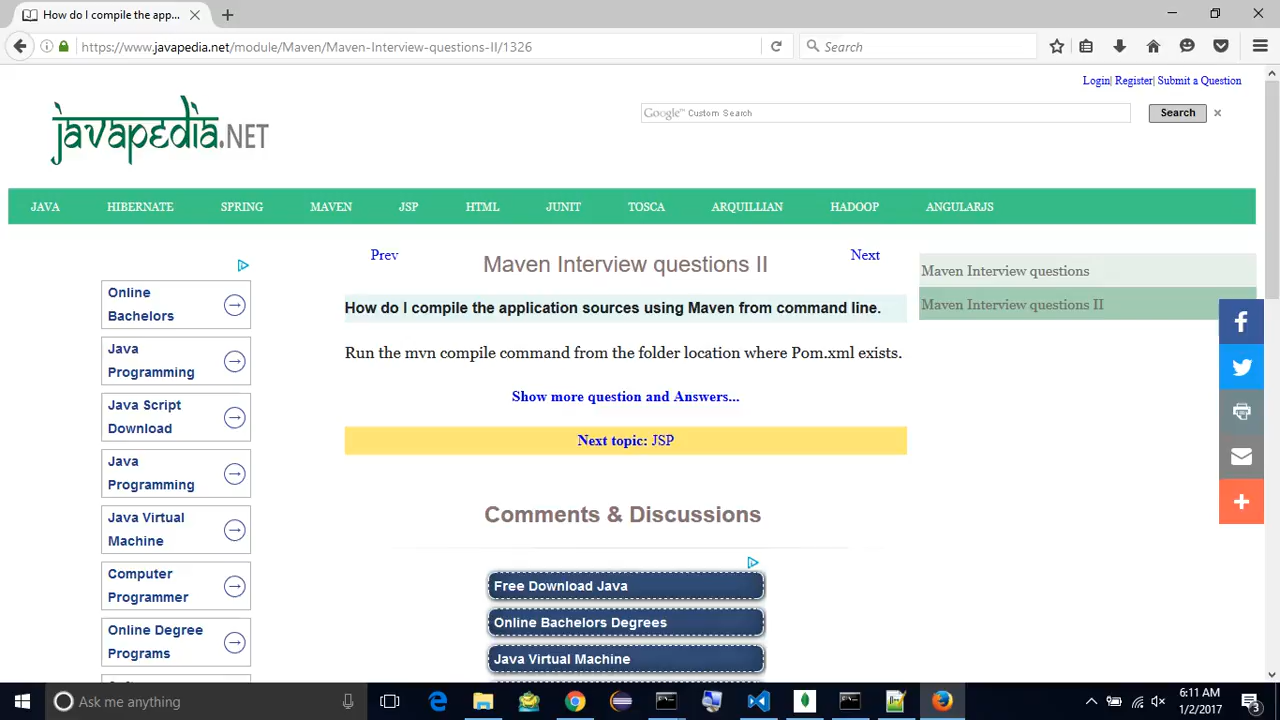 How do I compile the app...
https://www.javapedia.net/module/Maven/Maven-Interview-questions-II/1326
Search
Login| Register| Submit a Question
javapedia.NET
Google™ Custom Search
Search
JAVA HIBERNATE SPRING MAVEN JSP HTML JUNIT TOSCA ARQUILLIAN HADOOP ANGULARJS
Prev
Next
Maven Interview questions II
How do I compile the application sources using Maven from command line.
Run the mvn compile command from the folder location where Pom.xml exists.
Show more question and Answers...
Next topic: JSP
Comments & Discussions
Free Download Java
Online Bachelors Degrees
Java Virtual Machine
Online
Bachelors
Java
Programming
Java Script
Download
Java
Programming
Java Virtual
Machine
Computer
Programmer
Online Degree
Programs
Maven Interview questions
Maven Interview questions II
Ask me anything
6:11 AM
1/2/2017
3